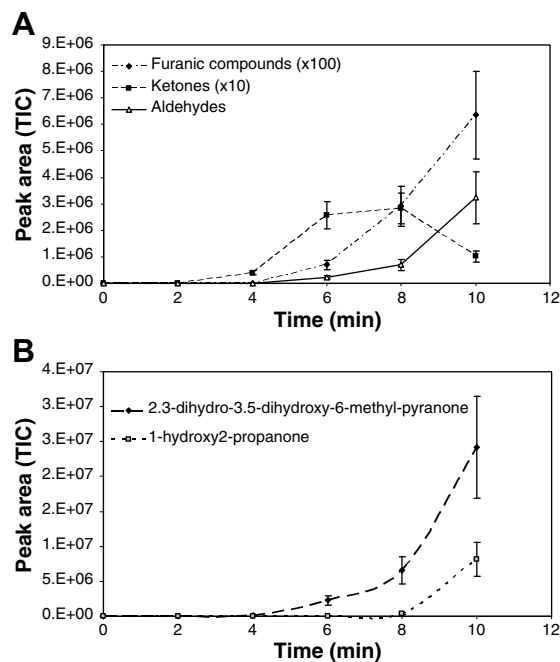 A
9.E+06
8.E+06
7.E+06
6.E+06
5.E+06
4.E+06
3.E+06
2.E+06
1.E+06
0.E+00
Peak area (TIC)
Furanic compounds (x100)
Ketones (x10)
Aldehydes
0 2 4 6 8 10 12
Time (min)
B
4.E+07
3.E+07
3.E+07
2.E+07
2.E+07
1.E+07
5.E+06
0.E+00
Peak area (TIC)
2.3-dihydro-3.5-dihydroxy-6-methyl-pyranone
1-hydroxy2-propanone
0 2 4 6 8 10 12
Time (min)